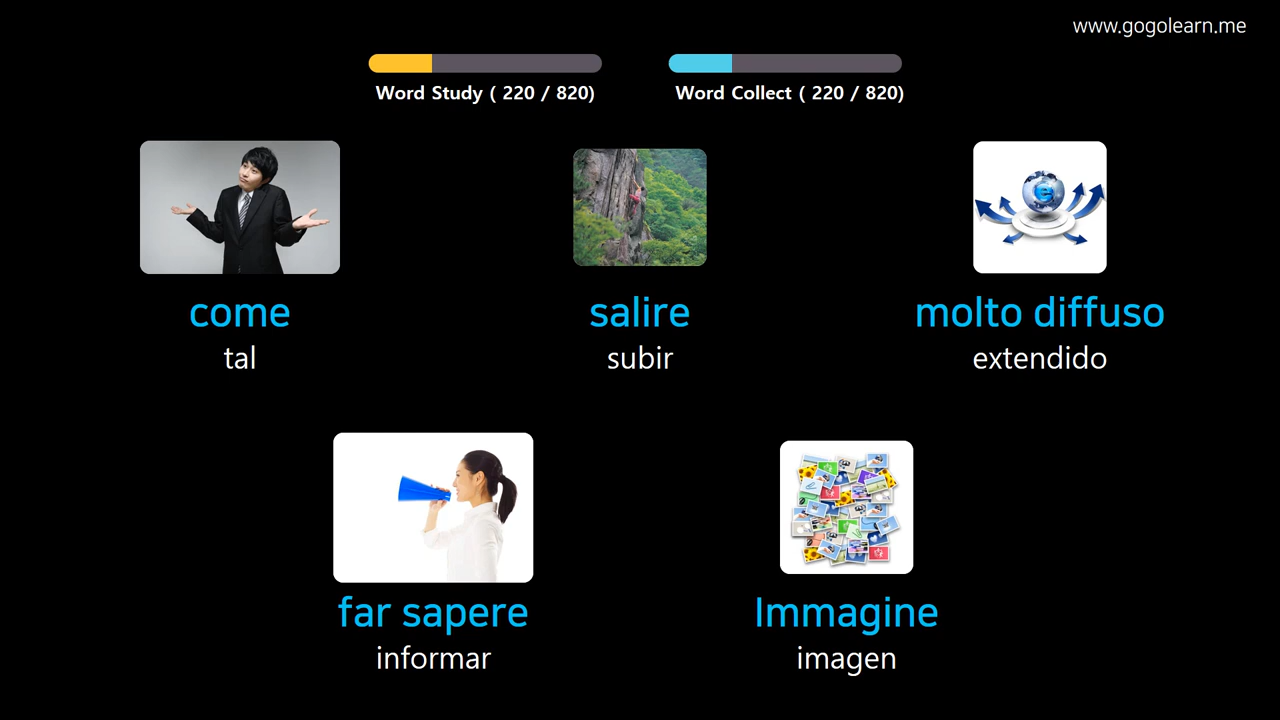 www.gogolearn.me
Word Study ( 220 / 820)
Word Collect ( 220 / 820)
come
tal
salire
subir
molto diffuso
extendido
far sapere
informar
Immagine
imagen